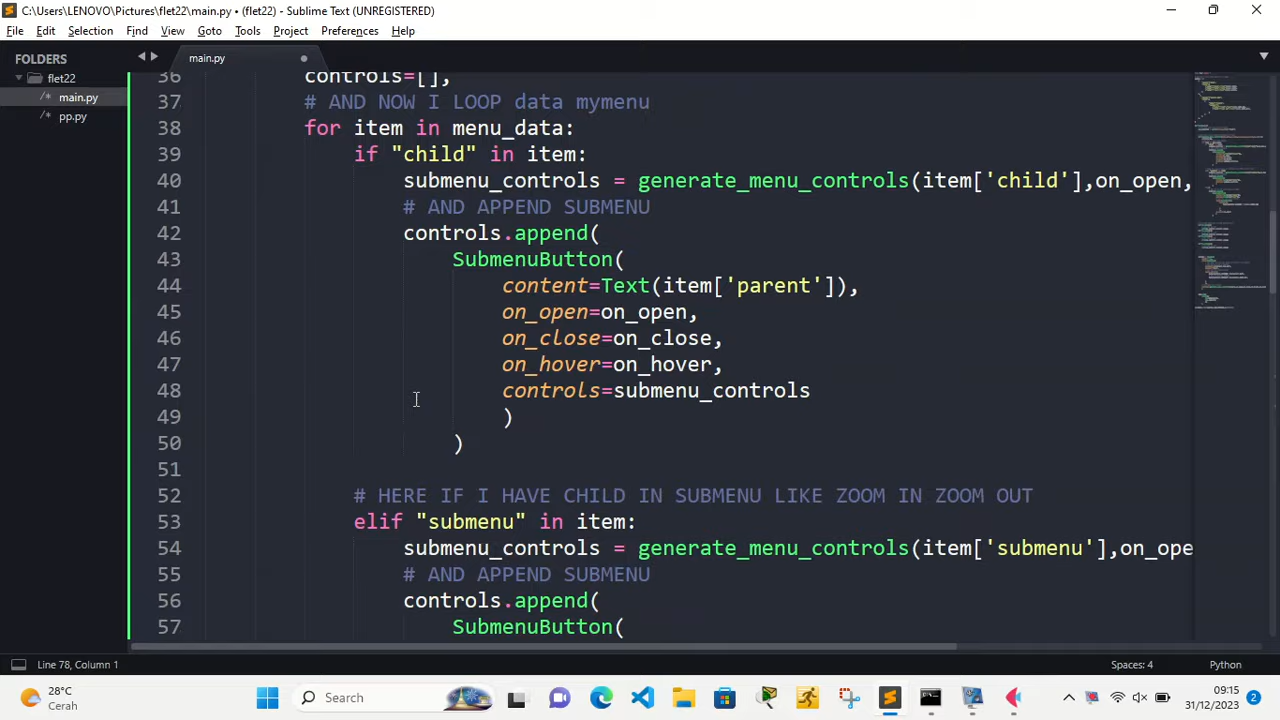 C:\Users\LENOVO\Pictures\flet22\main.py • (flet22) - Sublime Text (UNREGISTERED)
File Edit Selection Find View Goto Tools Project Preferences Help
FOLDERS
flet22
/* main.py
/* pp.py
main.py
36 controls=[],
37 # AND NOW I LOOP data mymenu
38 for item in menu_data:
39 if "child" in item:
40 submenu_controls = generate_menu_controls(item['child'],on_open,
41 # AND APPEND SUBMENU
42 controls.append(
43 SubmenuButton(
44 content=Text(item['parent']),
45 on_open=on_open,
46 on_close=on_close,
47 on_hover=on_hover,
48 controls=submenu_controls
49 )
50 )
51
52 # HERE IF I HAVE CHILD IN SUBMENU LIKE ZOOM IN ZOOM OUT
53 elif "submenu" in item:
54 submenu_controls = generate_menu_controls(item['submenu'],on_ope
55 # AND APPEND SUBMENU
56 controls.append(
57 SubmenuButton(
Line 78, Column 1
Spaces: 4
Python
28°C
Cerah
Search
09:15
31/12/2023
2